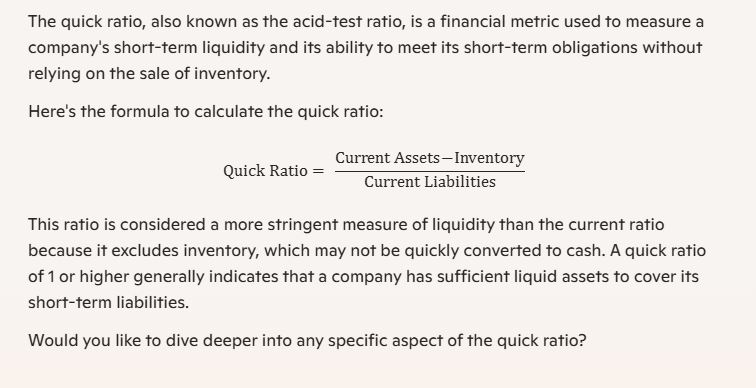 The quick ratio, also known as the acid-test ratio, is a financial metric used to measure a
company's short-term liquidity and its ability to meet its short-term obligations without
relying on the sale of inventory.
Here's the formula to calculate the quick ratio:
Quick Ratio = Current Assets−Inventory
Current Liabilities
This ratio is considered a more stringent measure of liquidity than the current ratio
because it excludes inventory, which may not be quickly converted to cash. A quick ratio
of 1 or higher generally indicates that a company has sufficient liquid assets to cover its
short-term liabilities.
Would you like to dive deeper into any specific aspect of the quick ratio?